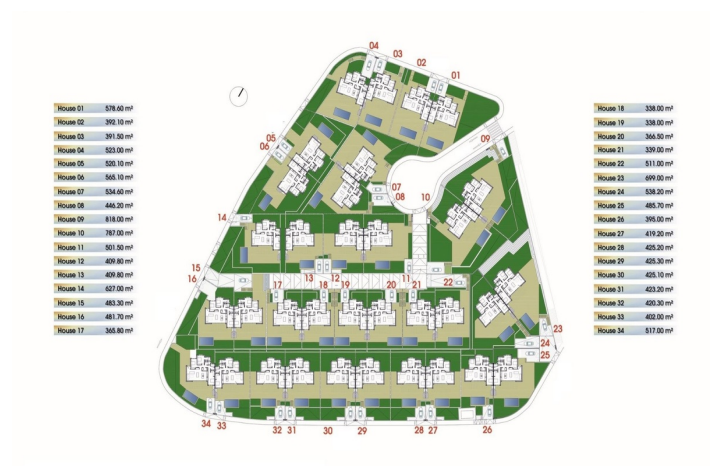 House 01 578.60 m²
House 02 392.10 m²
House 03 391.50 m²
House 04 523.00 m²
House 05 520.10 m²
House 06 565.10 m²
House 07 534.60 m²
House 08 446.20 m²
House 09 818.00 m²
House 10 787.00 m²
House 11 501.50 m²
House 12 409.80 m²
House 13 409.80 m²
House 14 627.00 m²
House 15 483.30 m²
House 16 481.70 m²
House 17 365.80 m²
04
03
02
01
05
06
09
07
08
10
14
15
16
13
12
11
22
17
18
19
20
21
23
24
25
34
33
32
31
30
29
28
27
26
House 18 338.00 m²
House 19 338.00 m²
House 20 366.50 m²
House 21 339.00 m²
House 22 511.00 m²
House 23 699.00 m²
House 24 538.20 m²
House 25 485.70 m²
House 26 395.00 m²
House 27 419.20 m²
House 28 425.20 m²
House 29 425.30 m²
House 30 425.10 m²
House 31 423.20 m²
House 32 420.30 m²
House 33 402.00 m²
House 34 517.00 m²